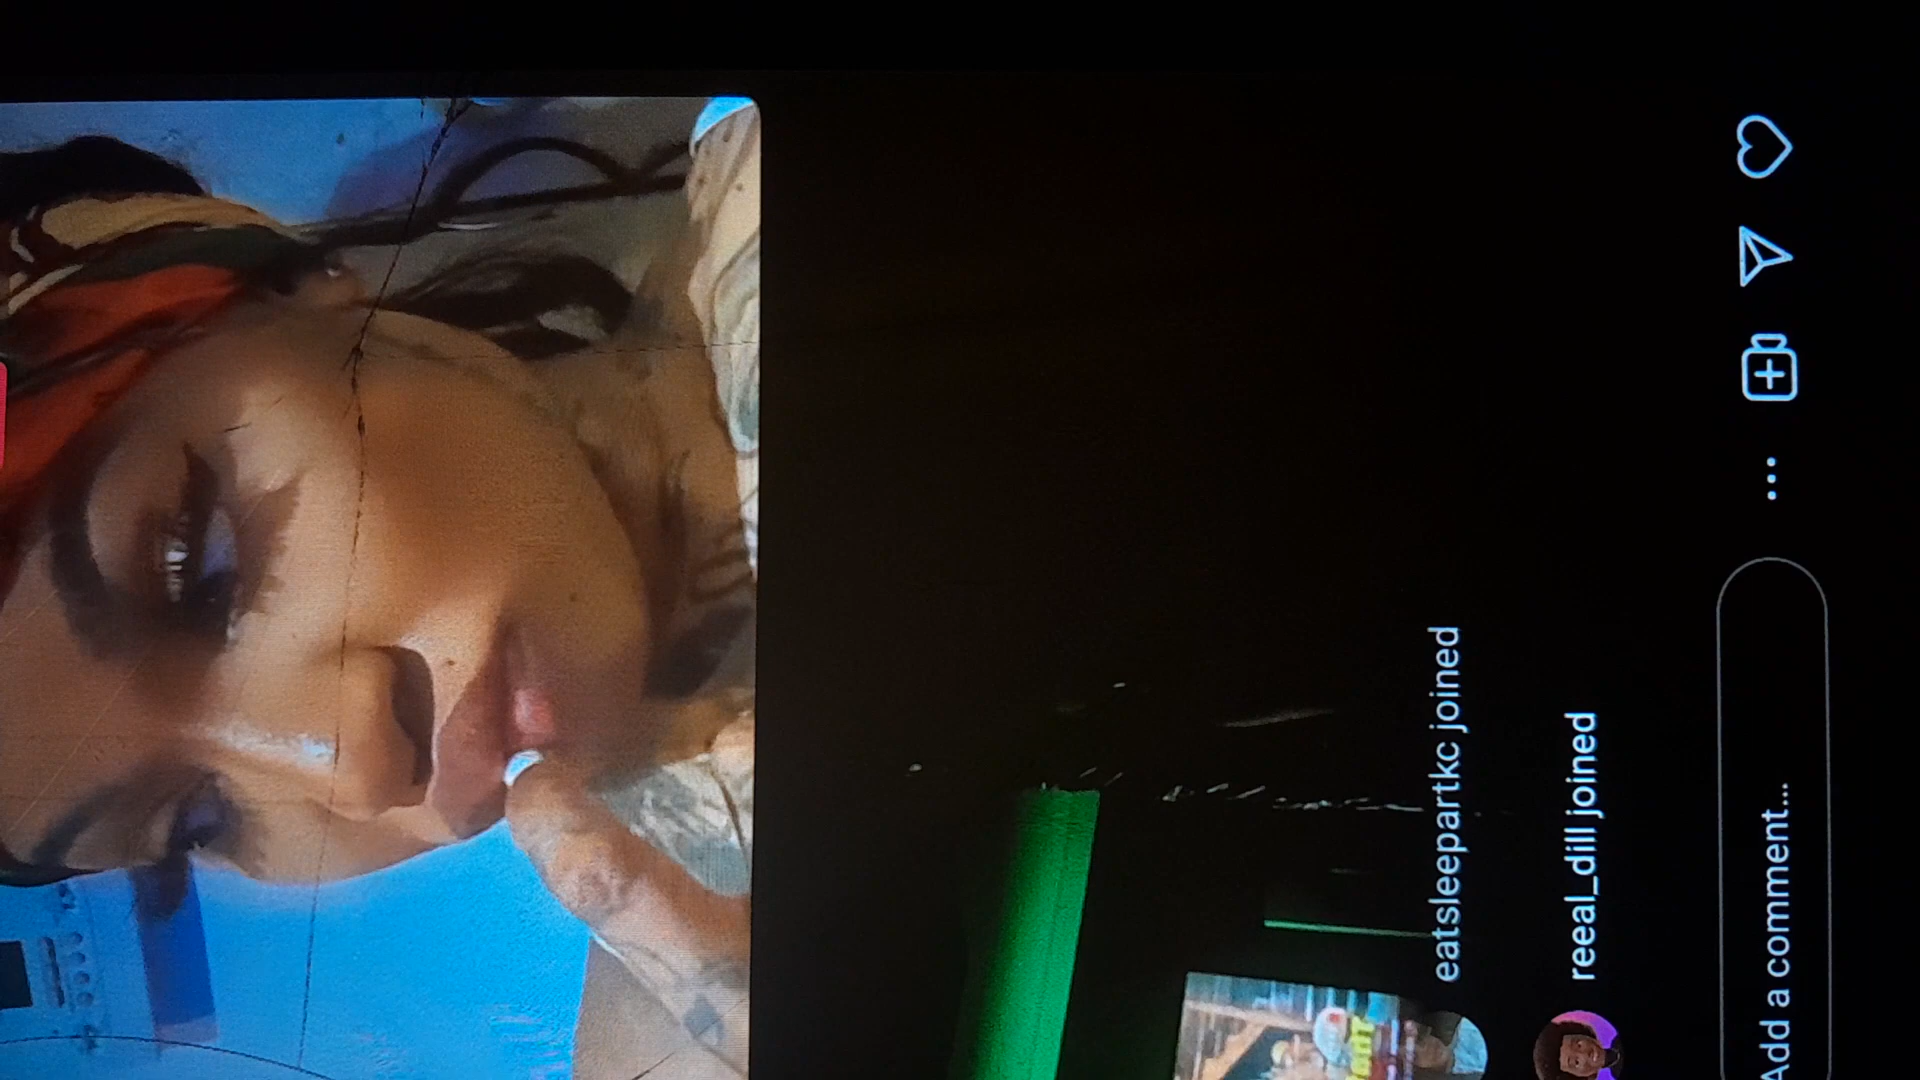 eatsleepartkc joined
reeal_dill joined
Add a comment...